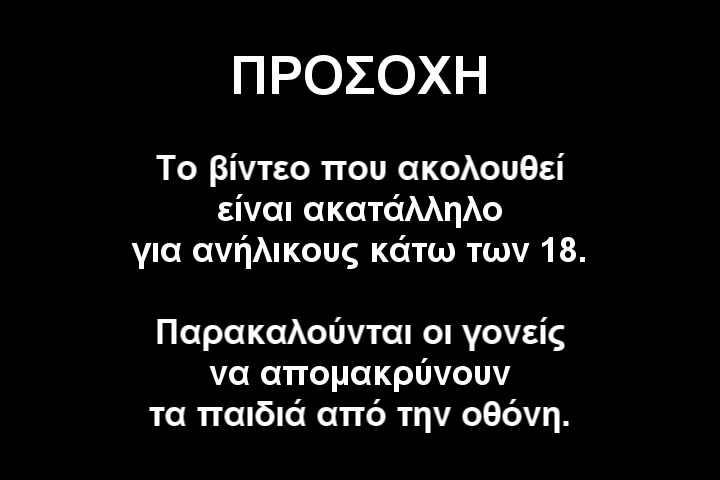 ΠΡΟΣΟΧΗ
Το βίντεο που ακολουθεί
είναι ακατάλληλο
για ανήλικους κάτω των 18.
Παρακαλούνται οι γονείς
να απομακρύνουν
τα παιδιά από την οθόνη.